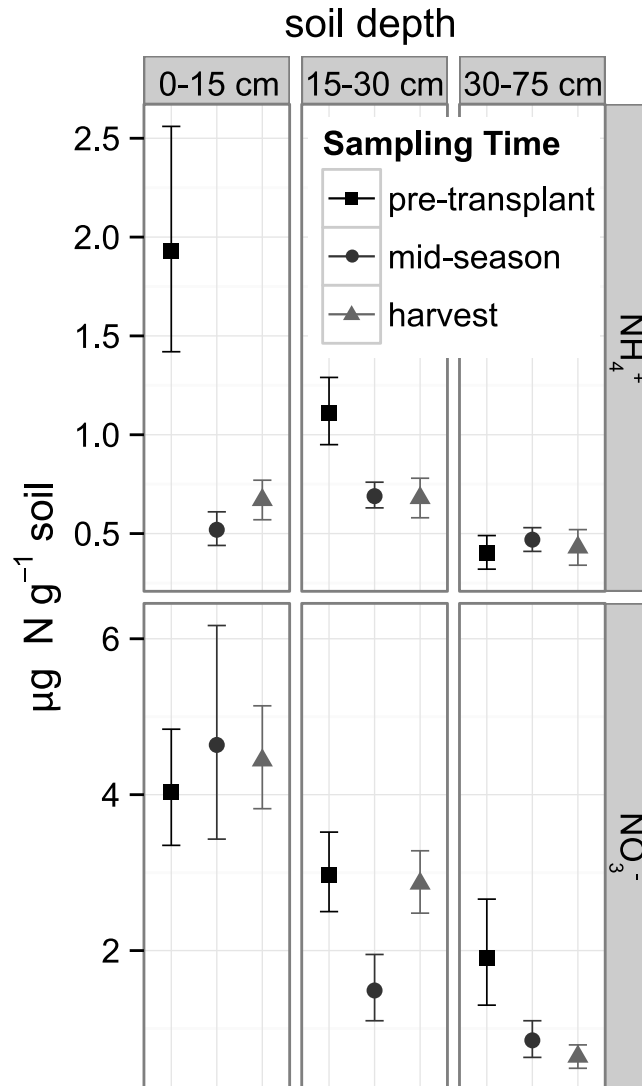 soil depth
0-15 cm 15-30 cm 30-75 cm
Sampling Time
pre-transplant
mid-season
harvest
2.5
2.0
1.5
1.0
0.5
NH₄⁺
µg N g⁻¹ soil
6
4
2
NO₃⁻